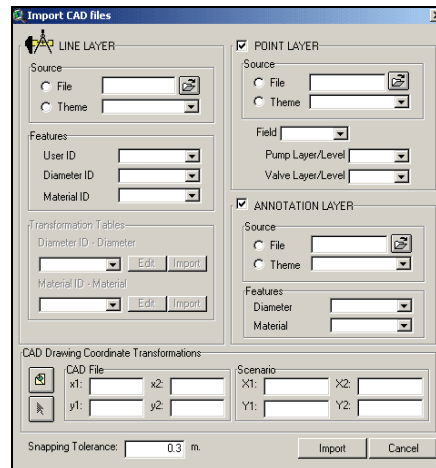 Import CAD files
LINE LAYER
Source
File
Theme
Features
User ID
Diameter ID
Material ID
Transformation Tables
Diameter ID - Diameter
Edit Import
Material ID - Material
Edit Import
POINT LAYER
Source
File
Theme
Field
Pump Layer/Level
Valve Layer/Level
ANNOTATION LAYER
Source
File
Theme
Features
Diameter
Material
CAD Drawing Coordinate Transformations
CAD File
x1: x2:
y1: y2:
Scenario
X1: X2:
Y1: Y2:
Snapping Tolerance: 0.3 m.
Import Cancel